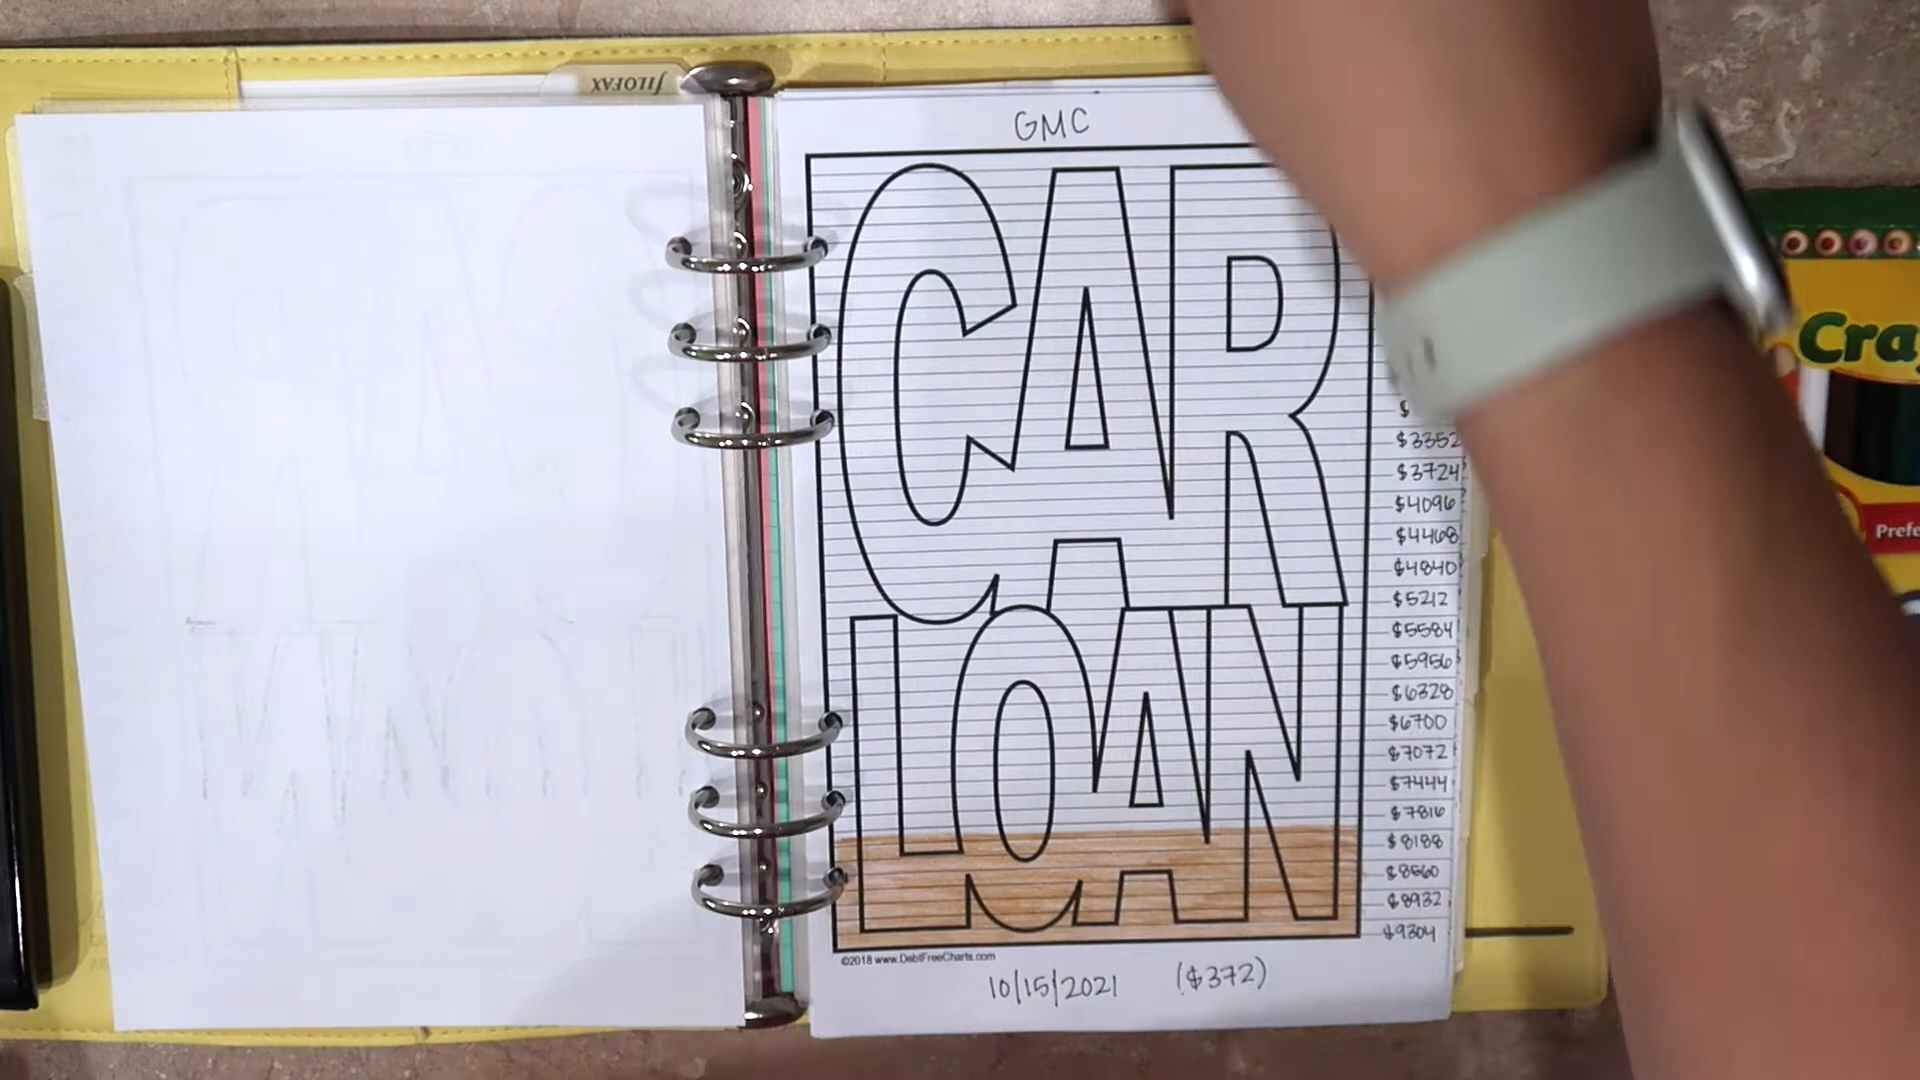 FILOFAX
GMC
CAR
LOAN
$3352
$3724
$4096
$4468
$4840
$5212
$5584
$5956
$6328
$6700
$7072
$7444
$7816
$8188
$8560
$8932
$9304
©2018 www.DebtFreeCharts.com
10/15/2021 ($372)
Cra
Prefe